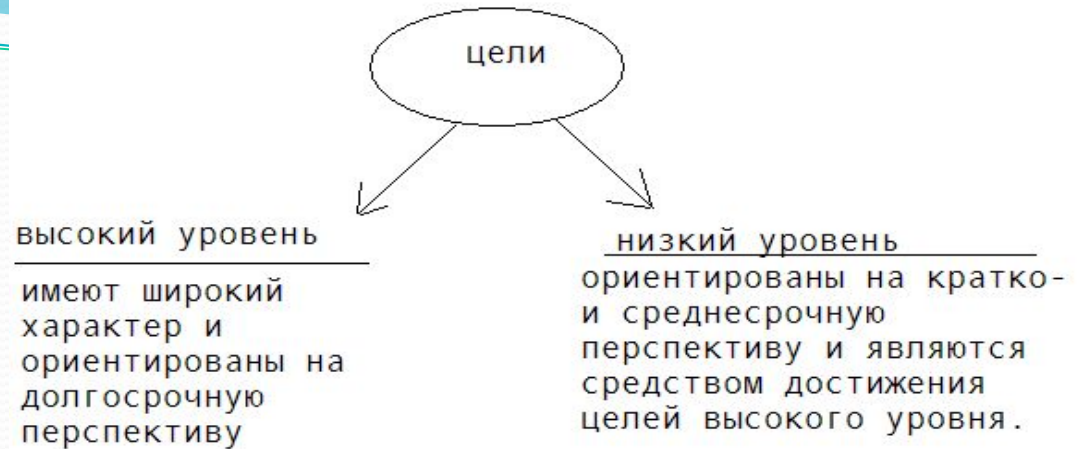 цели
высокий уровень
имеют широкий
характер и
ориентированы на
долгосрочную
перспективу
низкий уровень
ориентированы на кратко-
и среднесрочную
перспективу и являются
средством достижения
целей высокого уровня.